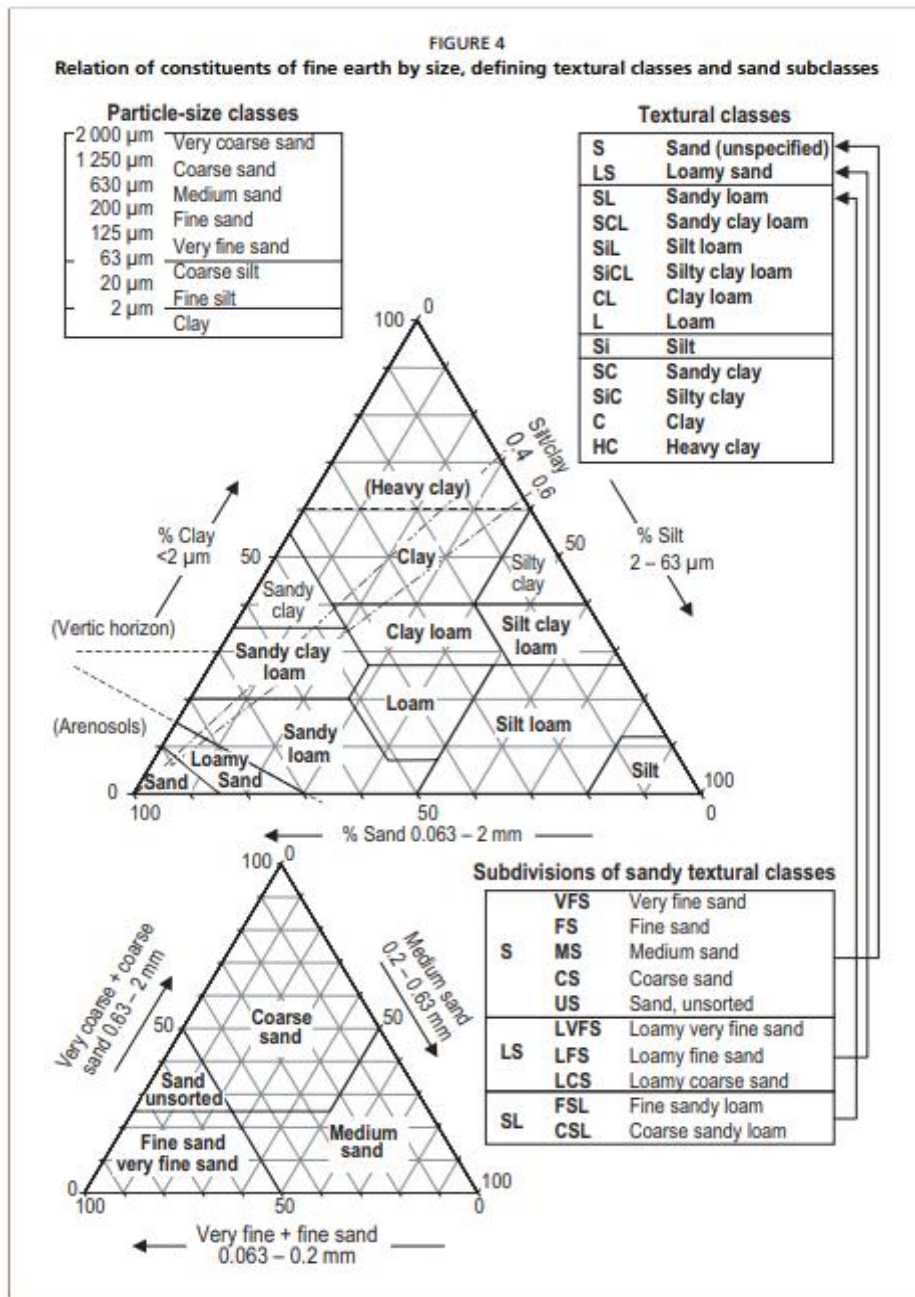 FIGURE 4
Relation of constituents of fine earth by size, defining textural classes and sand subclasses
Particle-size classes
2 000 µm
Very coarse sand
1 250 µm
Coarse sand
630 µm
Medium sand
200 µm
Fine sand
125 µm
Very fine sand
63 µm
Coarse silt
20 µm
Fine silt
2 µm
Clay
Textural classes
S Sand (unspecified)
LS Loamy sand
SL Sandy loam
SCL Sandy clay loam
SiL Silt loam
SiCL Silty clay loam
CL Clay loam
L Loam
Si Silt
SC Sandy clay
SiC Silty clay
C Clay
HC Heavy clay
100 0
Silt/clay
0.4
0.6
(Heavy clay)
% Clay
<2 µm
50
Clay
Silty
clay
50
% Silt
2 – 63 µm
Sandy
clay
(Vertic horizon)
Clay loam
Silt clay
loam
Sandy clay
loam
Loam
(Arenosols)
Silt loam
Sandy
loam
Loamy
Sand
Sand
Silt
0
100
100
50
0
% Sand 0.063 – 2 mm
100 0
Very coarse + coarse
sand 0.63 – 2 mm
Medium sand
0.2 – 0.63 mm
50
50
Coarse
sand
Sand
unsorted
Fine sand
very fine sand
Medium
sand
0
100
100
50
0
Very fine + fine sand
0.063 – 0.2 mm
Subdivisions of sandy textural classes
S
VFS Very fine sand
FS Fine sand
MS Medium sand
CS Coarse sand
US Sand, unsorted
LS
LVFS Loamy very fine sand
LFS Loamy fine sand
LCS Loamy coarse sand
SL
FSL Fine sandy loam
CSL Coarse sandy loam